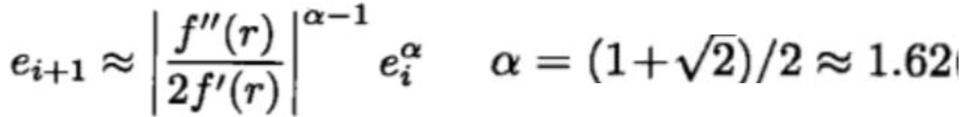 e_{i+1} ≈ |f''(r)/2f'(r)|^{α−1} e_i^α α = (1+√2)/2 ≈ 1.62